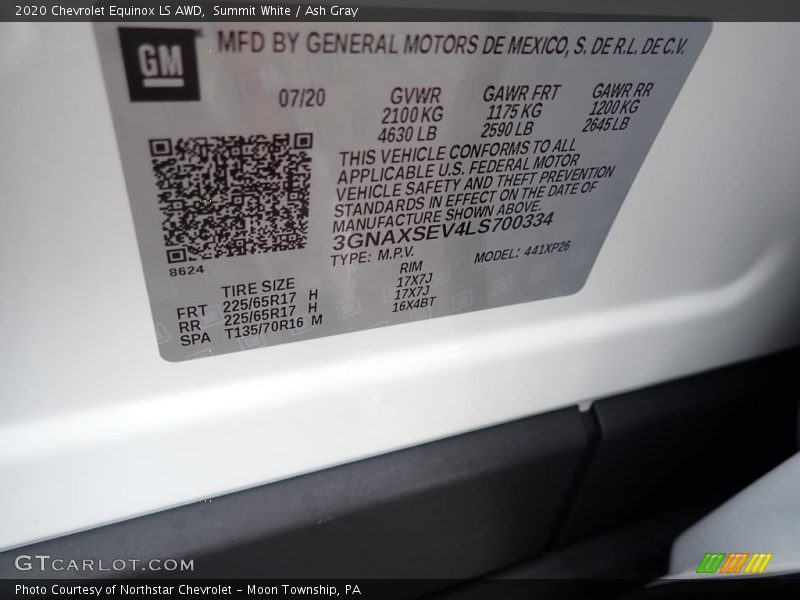 2020 Chevrolet Equinox LS AWD,  Summit White / Ash Gray
GM
MFD BY GENERAL MOTORS DE MEXICO, S. DE R.L. DE C.V.
07/20 GVWR GAWR FRT GAWR RR
2100 KG 1175 KG 1200 KG
4630 LB 2590 LB 2645 LB
THIS VEHICLE CONFORMS TO ALL
APPLICABLE U.S. FEDERAL MOTOR
VEHICLE SAFETY AND THEFT PREVENTION
STANDARDS IN EFFECT ON THE DATE OF
MANUFACTURE SHOWN ABOVE.
3GNAXSEV4LS700334
8624 TYPE: M.P.V. MODEL: 441XP26
TIRE SIZE RIM
FRT 225/65R17 H 17X7J
RR 225/65R17 H 17X7J
SPA T135/70R16 M 16X4BT
GTCARLOT.COM
Photo Courtesy of Northstar Chevrolet - Moon Township, PA